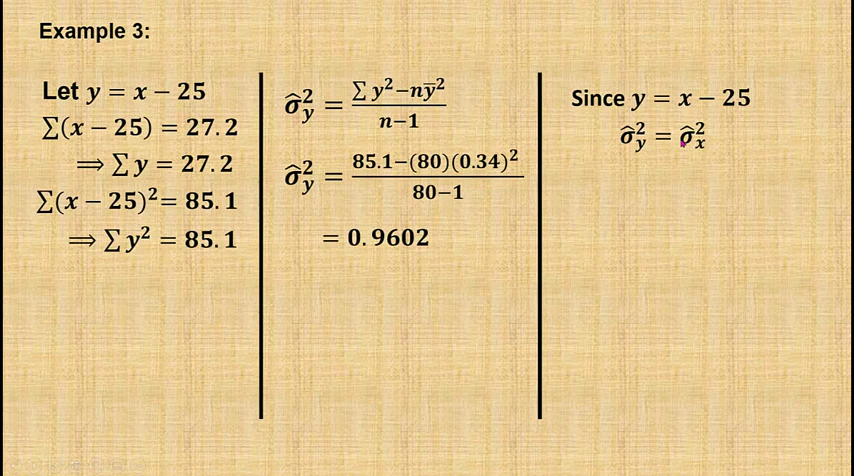 Example 3:
Let y = x − 25
∑(x − 25) = 27.2
⟹ ∑ y = 27.2
∑(x − 25)²= 85.1
⟹ ∑ y² = 85.1
σ̂²_y = (∑ y² − nȳ²)/(n−1)
σ̂²_y = (85.1−(80)(0.34)²)/(80−1)
= 0.9602
Since y = x − 25
σ̂²_y = σ̂²_x